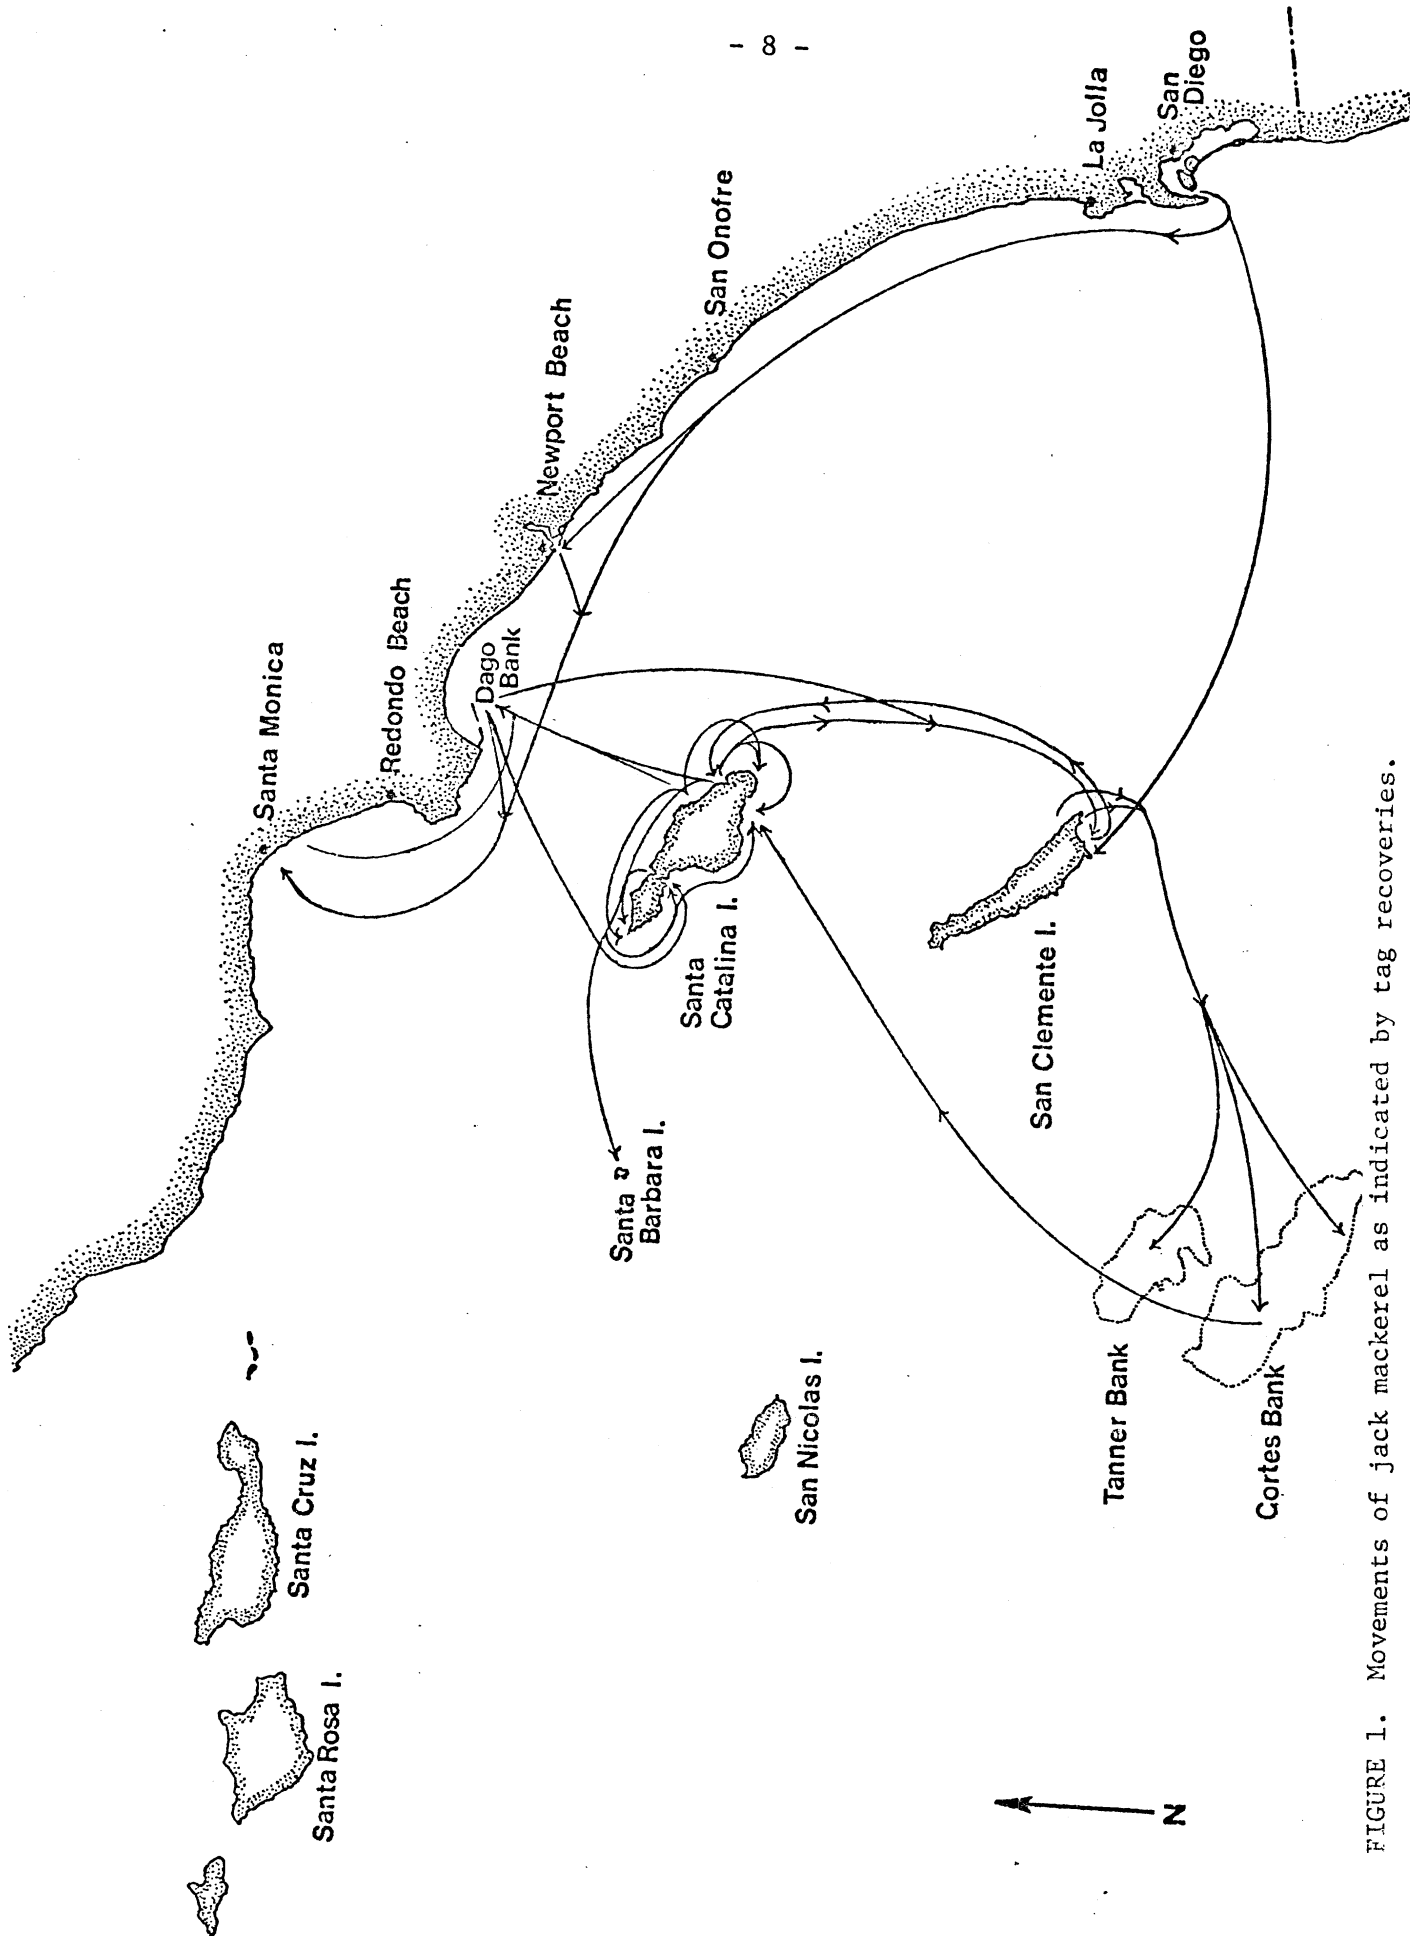 - 8 -
Santa Monica
Redondo Beach
Dago
Bank
Newport Beach
San Onofre
La Jolla
San
Diego
Santa Cruz I.
Santa Rosa I.
Santa
Barbara I.
Santa
Catalina I.
San Nicolas I.
San Clemente I.
Tanner Bank
Cortes Bank
N
FIGURE 1. Movements of jack mackerel as indicated by tag recoveries.